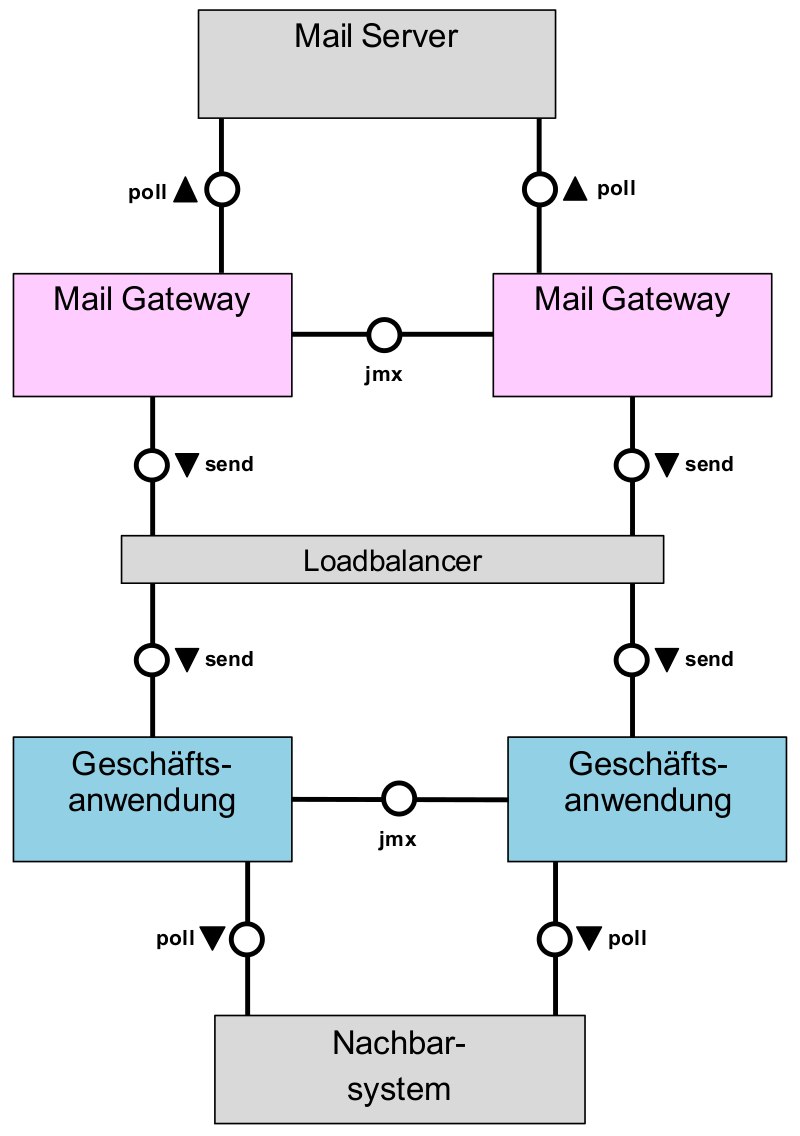 Mail Server
poll
poll
Mail Gateway
Mail Gateway
jmx
send
send
Loadbalancer
send
send
Geschäfts-
anwendung
Geschäfts-
anwendung
jmx
poll
poll
Nachbar-
system